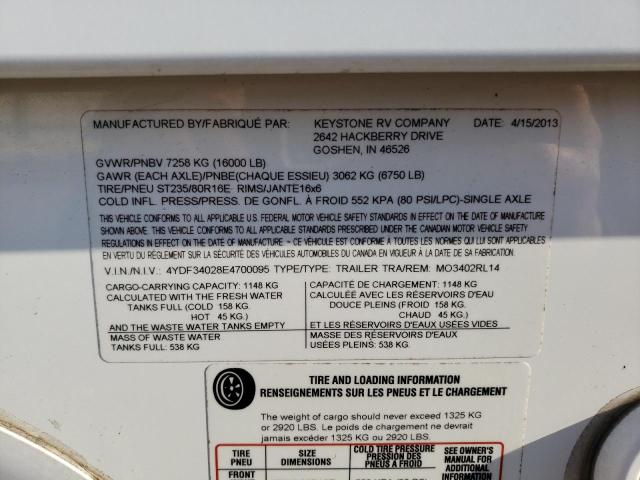 MANUFACTURED BY/FABRIQUÉ PAR: KEYSTONE RV COMPANY DATE: 4/15/2013
2642 HACKBERRY DRIVE
GOSHEN, IN 46526
GVWR/PNBV 7258 KG (16000 LB)
GAWR (EACH AXLE)/PNBE(CHAQUE ESSIEU) 3062 KG (6750 LB)
TIRE/PNEU ST235/80R16E RIMS/JANTE16x6
COLD INFL. PRESS/PRESS. DE GONFL. À FROID 552 KPA (80 PSI/LPC)-SINGLE AXLE
THIS VEHICLE CONFORMS TO ALL APPLICABLE U.S. FEDERAL MOTOR VEHICLE SAFETY STANDARDS IN EFFECT ON THE DATE OF MANUFACTURE
SHOWN ABOVE. THIS VEHICLE CONFORMS TO ALL APPLICABLE STANDARDS PRESCRIBED UNDER THE CANADIAN MOTOR VEHICLE SAFETY
REGULATIONS IN EFFECT ON THE DATE OF MANUFACTURE - CE VÉHICULE EST CONFORME À TOUTES LES NORMES QUI LUI SONT APPLICABLES
EN VERTU DU RÈGLEMENT SUR LA SÉCURITÉ DES VÉHICULES AUTOMOBILES DU CANADA EN VIGUEUR À LA DATE DE SA FABRICATION.
V.I.N./N.I.V.: 4YDF34028E4700095 TYPE/TYPE: TRAILER TRA/REM: MO3402RL14
CARGO-CARRYING CAPACITY: 1148 KG CAPACITÉ DE CHARGEMENT: 1148 KG
CALCULATED WITH THE FRESH WATER CALCULÉE AVEC LES RÉSERVOIRS D'EAU
TANKS FULL (COLD 158 KG. DOUCE PLEINS (FROID 158 KG.
HOT 45 KG.) CHAUD 45 KG.)
AND THE WASTE WATER TANKS EMPTY ET LES RÉSERVOIRS D'EAUX USÉES VIDES
MASS OF WASTE WATER MASSE DES RÉSERVOIRS D'EAUX
TANKS FULL: 538 KG USÉES PLEINS: 538 KG.
TIRE AND LOADING INFORMATION
RENSEIGNEMENTS SUR LES PNEUS ET LE CHARGEMENT
The weight of cargo should never exceed 1325 KG
or 2920 LBS. Le poids de chargement ne devrait
jamais excéder 1325 KG ou 2920 LBS.
TIRE SIZE COLD TIRE PRESSURE SEE OWNER'S
PNEU DIMENSIONS PRESSION DES PNEUS À FROID MANUAL FOR
FRONT ADDITIONAL
INFORMATION